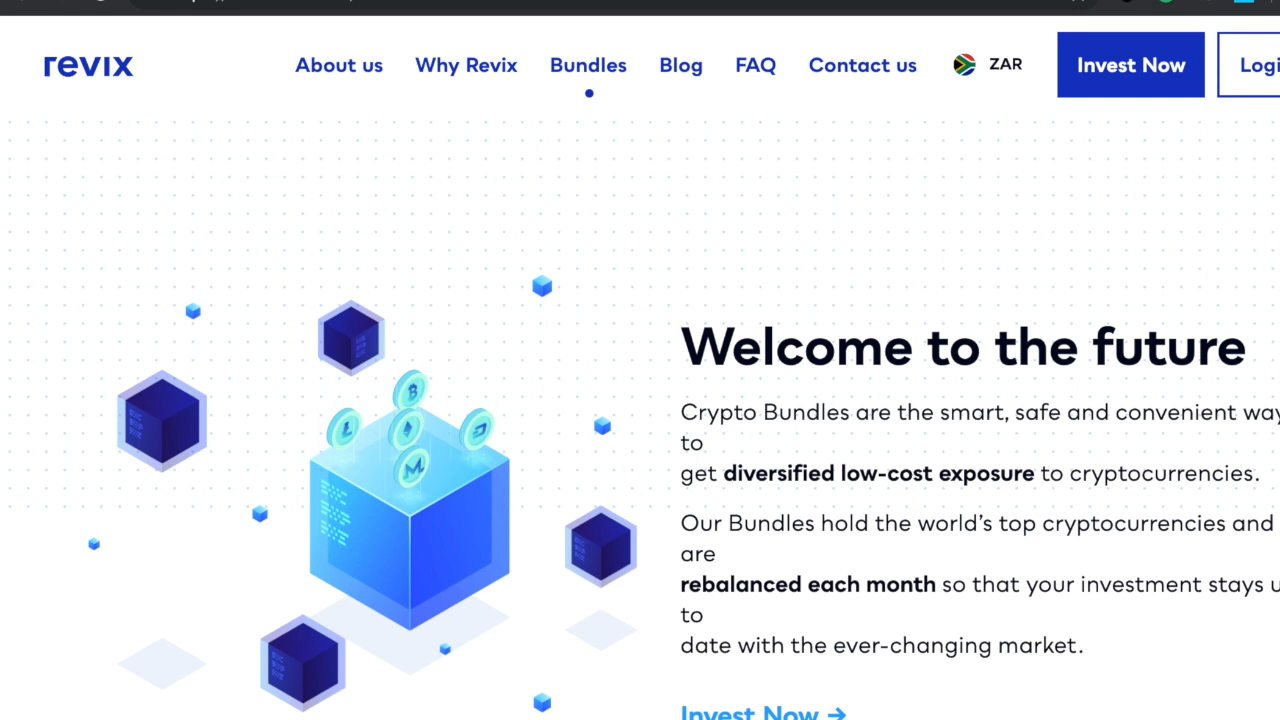 revix
About us Why Revix Bundles Blog FAQ Contact us ZAR Invest Now Logi
Welcome to the future
Crypto Bundles are the smart, safe and convenient way
to
get diversified low-cost exposure to cryptocurrencies.
Our Bundles hold the world’s top cryptocurrencies and
are
rebalanced each month so that your investment stays u
to
date with the ever-changing market.
Invest Now →